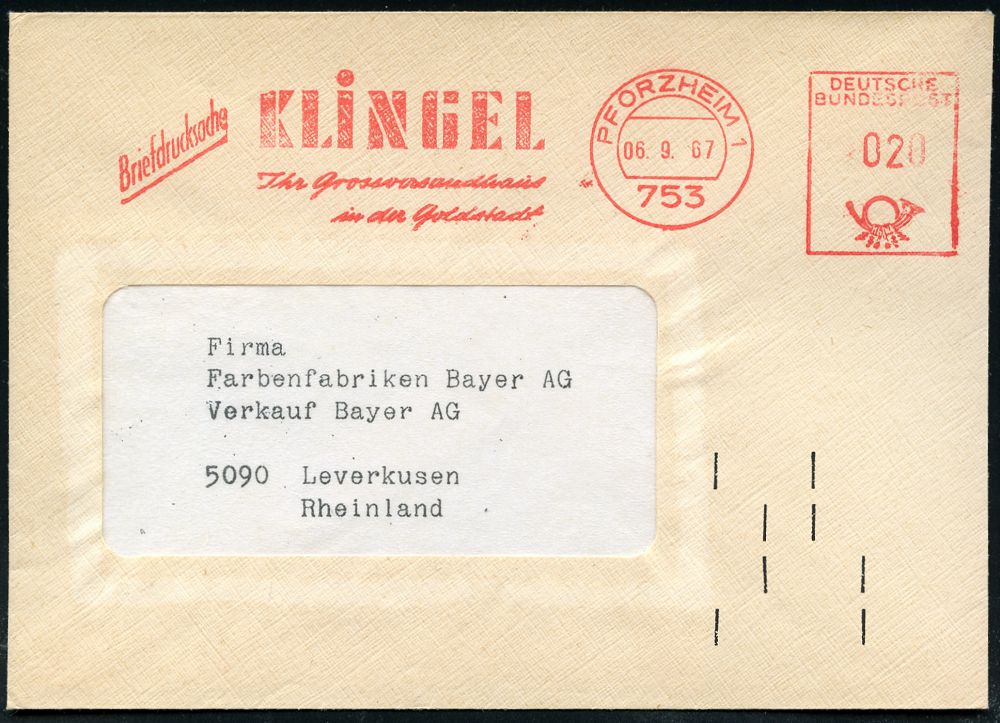 Briefdrucksache
KLiNGEL
Ihr Grossversandhaus
in der Goldstadt
PFORZHEIM 1
06. 9. 67
753
DEUTSCHE
BUNDESPOST
020
Firma
Farbenfabriken Bayer AG
Verkauf Bayer AG
5090 Leverkusen
Rheinland